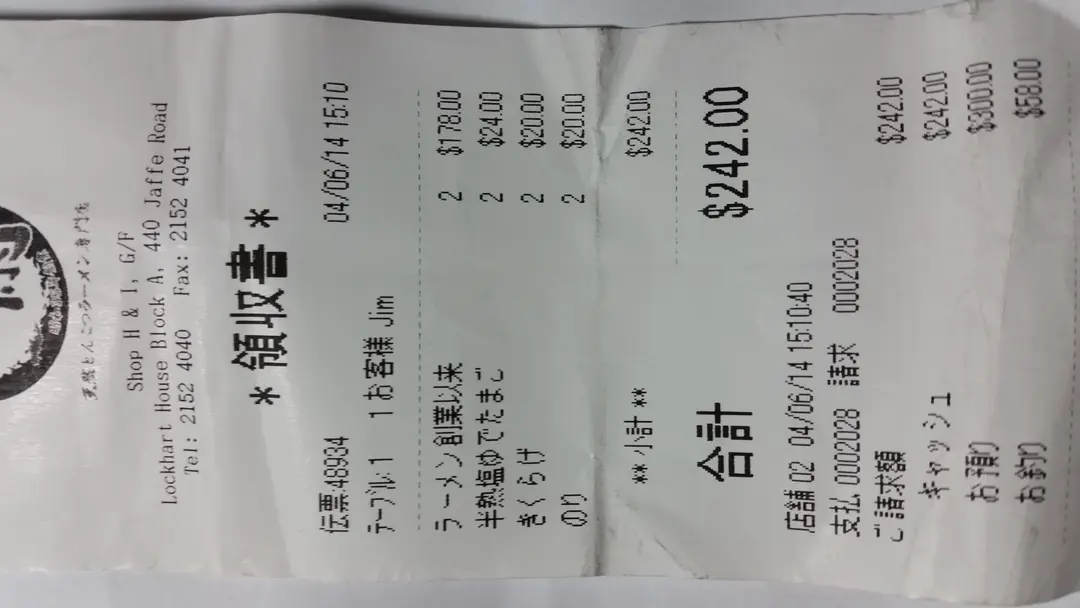 天然とんこつラーメン専門店
Shop H & I, G/F
Lockhart House Block A, 440 Jaffe Road
Tel: 2152 4040 Fax: 2152 4041
* 領収書 *
伝票:48934 04/06/14 15:10
テーブル:1 1 お客様 Jim
ラーメン創業以来 2 $178.00
半熟塩ゆでたまご 2 $24.00
きくらげ 2 $20.00
のり 2 $20.00
** 小計 ** $242.00
合計 $242.00
店舗 02 04/06/14 15:10:40
支払 0002028 請求 0002028
ご請求額 $242.00
キャッシュ $242.00
お預り $300.00
お釣り $58.00